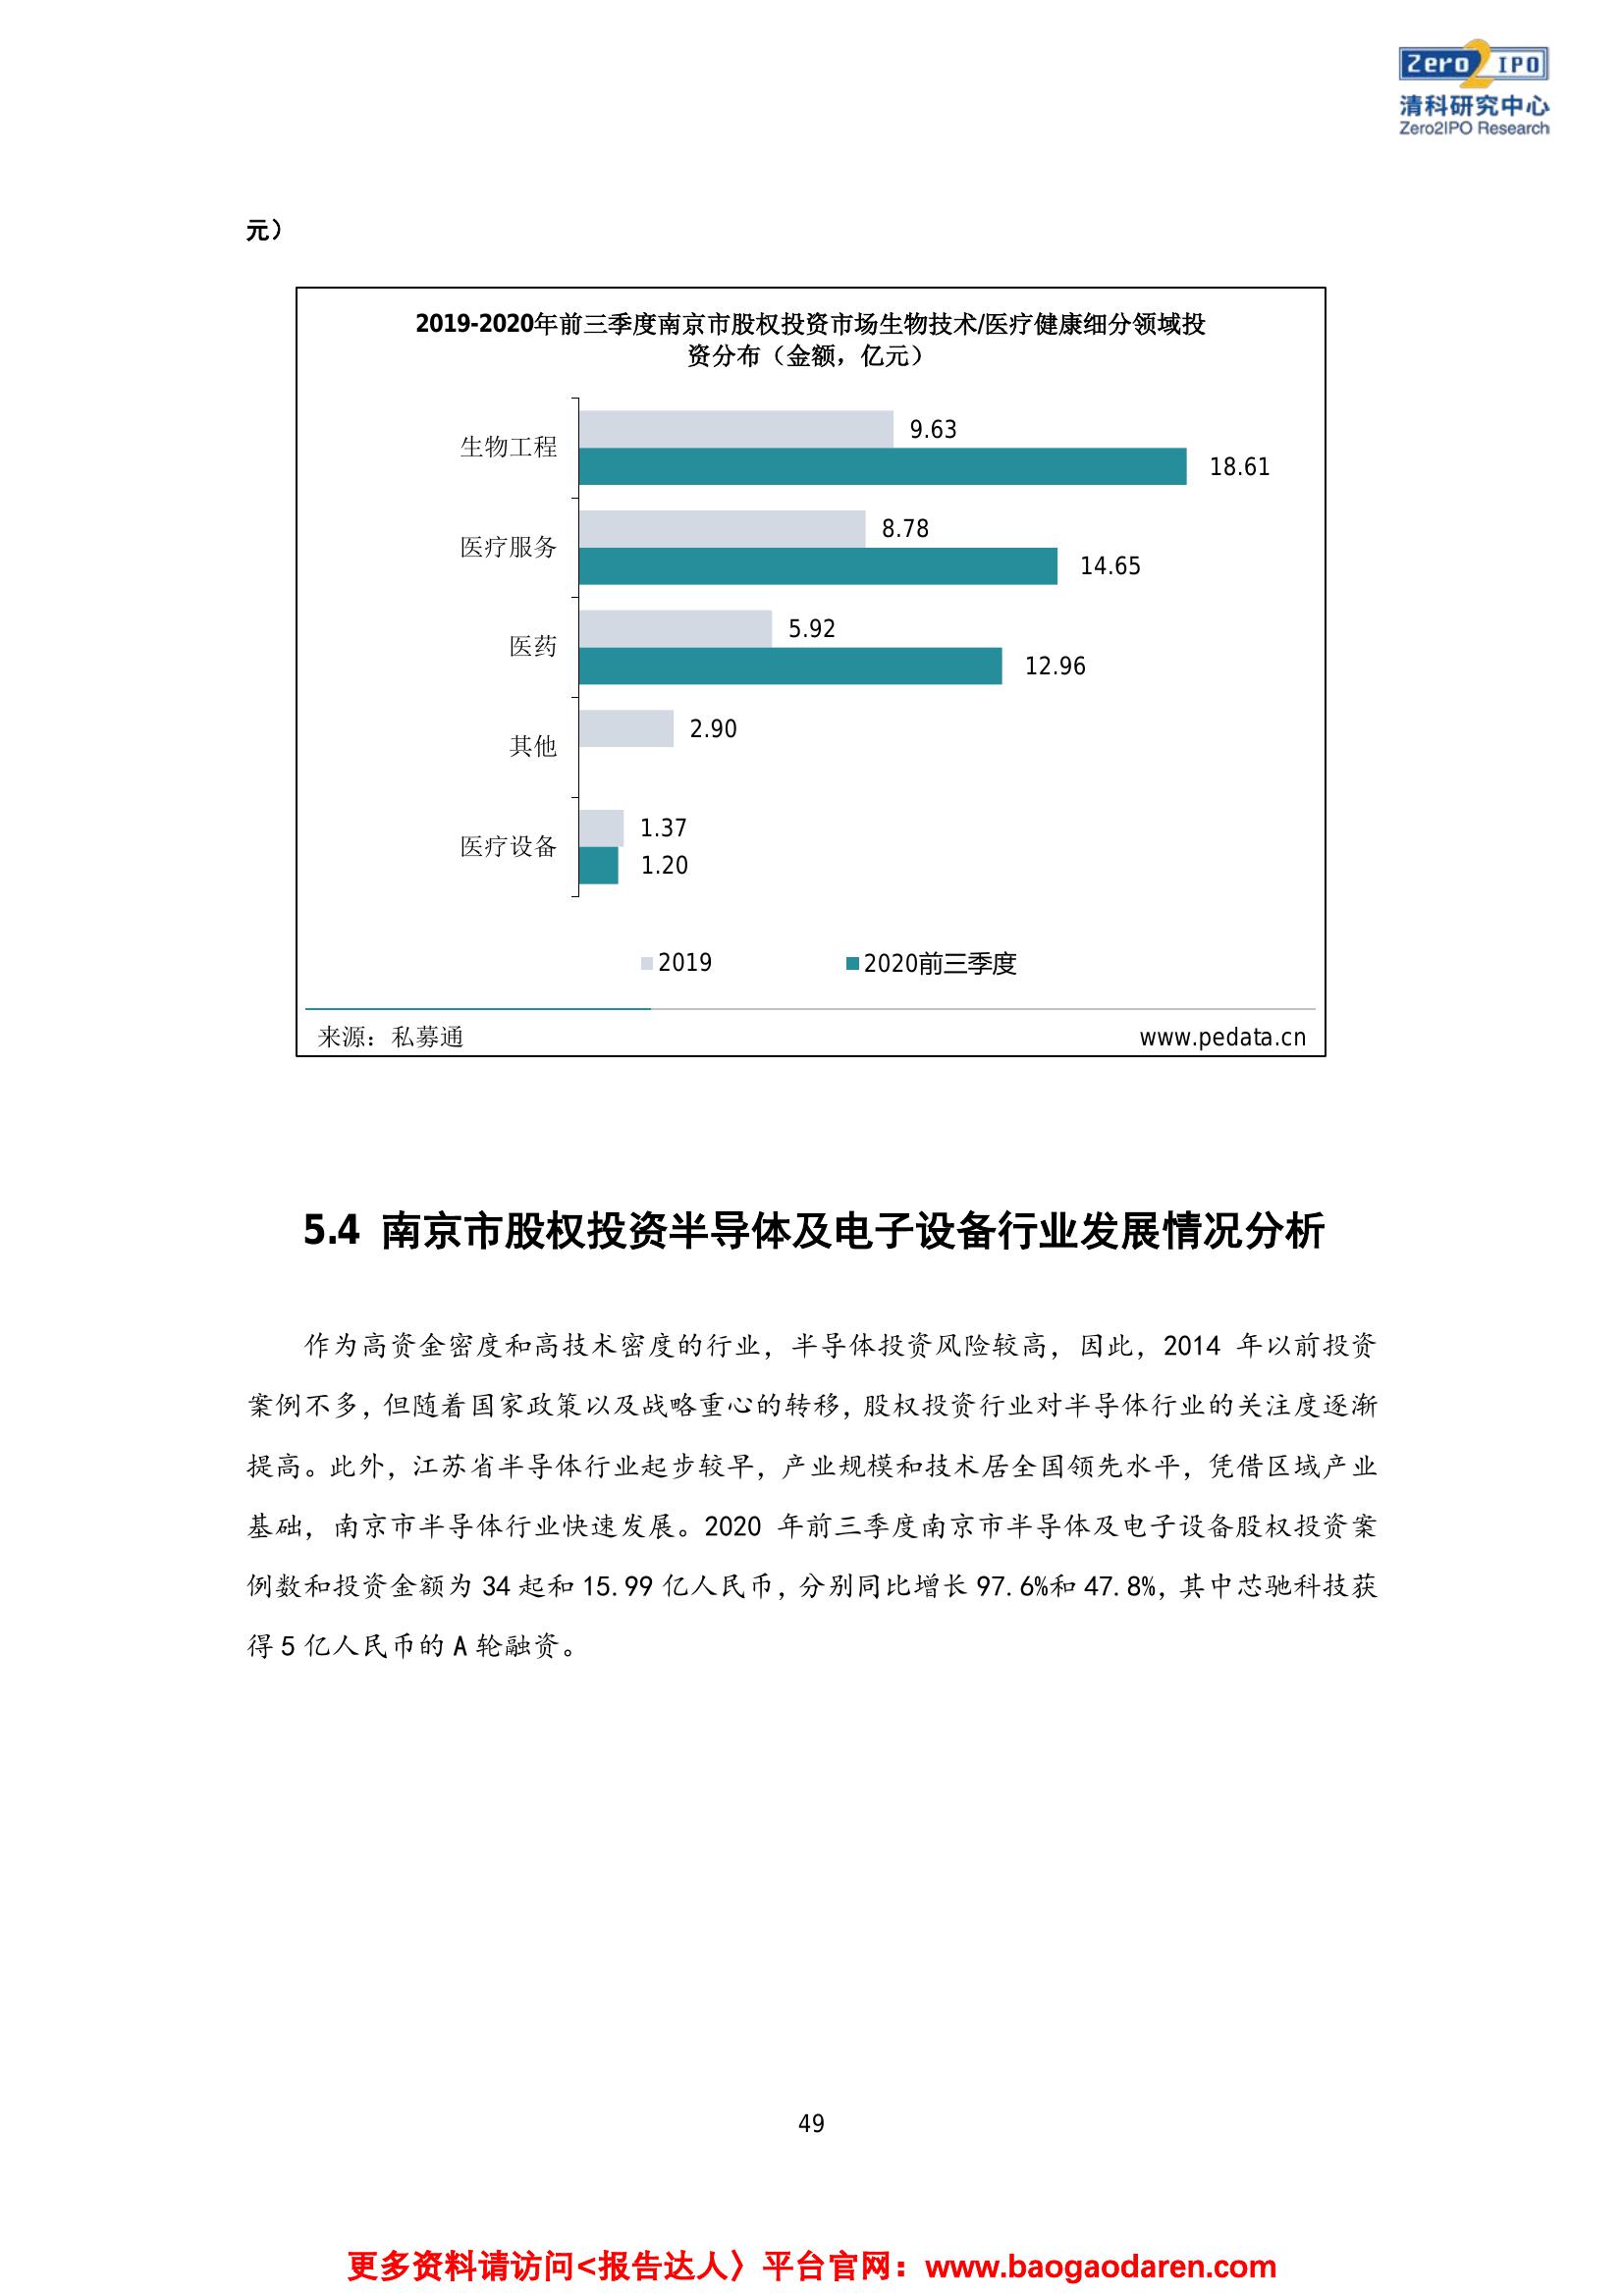 Zero2IPO
清科研究中心
Zero2IPO Research
元）
2019-2020年前三季度南京市股权投资市场生物技术/医疗健康细分领域投
资分布（金额，亿元）
生物工程
9.63
18.61
医疗服务
8.78
14.65
医药
5.92
12.96
其他
2.90
医疗设备
1.37
1.20
2019
2020前三季度
来源：私募通
www.pedata.cn
5.4 南京市股权投资半导体及电子设备行业发展情况分析
作为高资金密度和高技术密度的行业，半导体投资风险较高，因此，2014 年以前投资
案例不多，但随着国家政策以及战略重心的转移，股权投资行业对半导体行业的关注度逐渐
提高。此外，江苏省半导体行业起步较早，产业规模和技术居全国领先水平，凭借区域产业
基础，南京市半导体行业快速发展。2020 年前三季度南京市半导体及电子设备股权投资案
例数和投资金额为 34 起和 15.99 亿人民币，分别同比增长 97.6%和 47.8%，其中芯驰科技获
得 5 亿人民币的 A 轮融资。
49
更多资料请访问<报告达人〉平台官网：www.baogaodaren.com